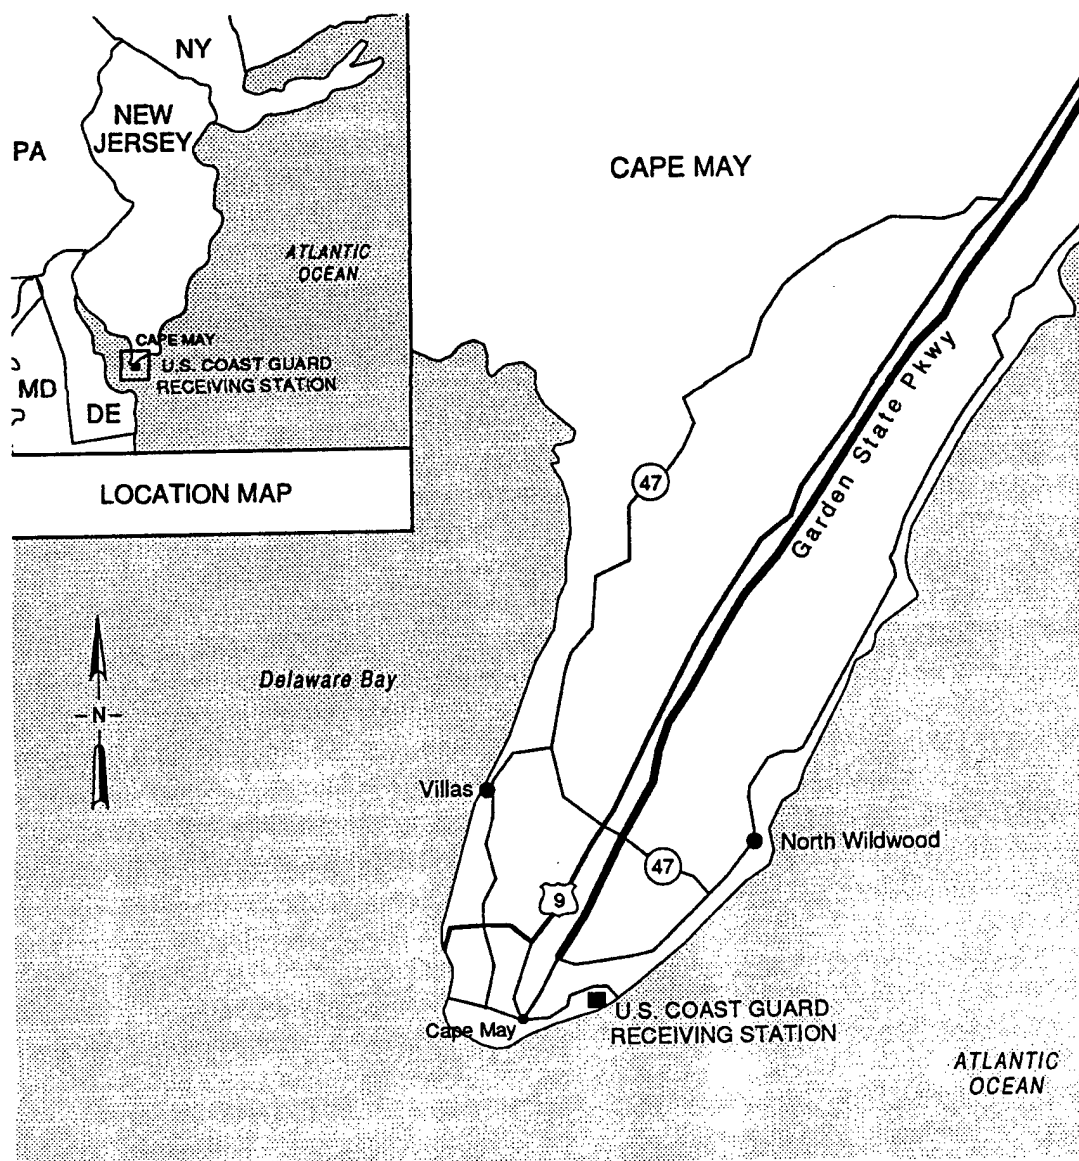 NY
NEW
JERSEY
PA
ATLANTIC
OCEAN
CAPE MAY
U.S. COAST GUARD
RECEIVING STATION
MD
DE
LOCATION MAP
CAPE MAY
Garden State Pkwy
47
Delaware Bay
-N-
Villas
North Wildwood
47
9
U.S. COAST GUARD
RECEIVING STATION
Cape May
ATLANTIC
OCEAN